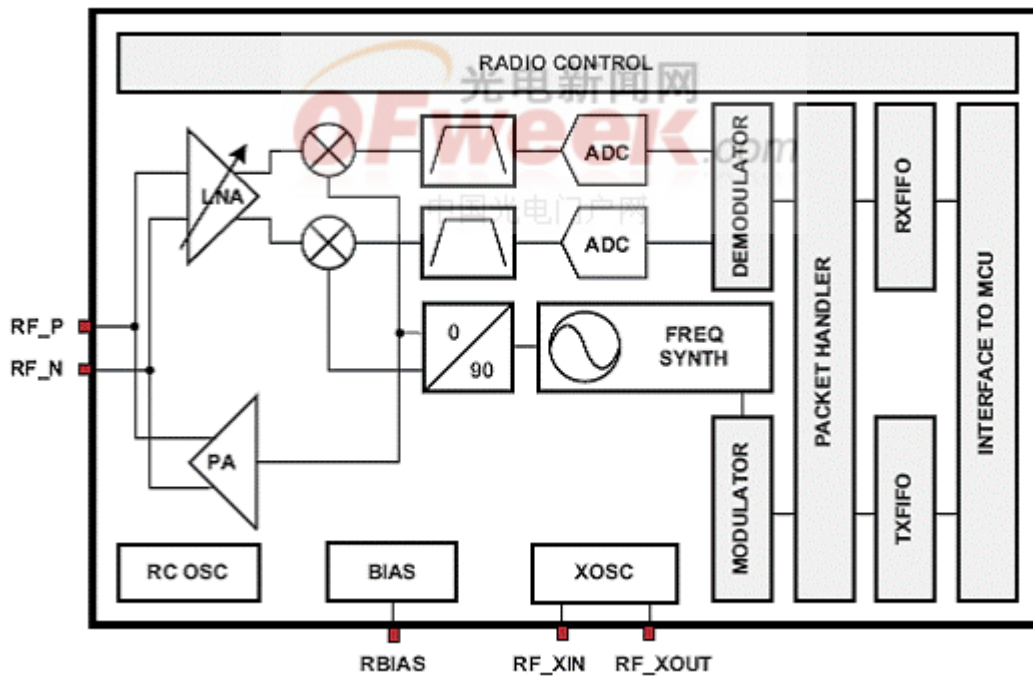 RADIO CONTROL
光电新闻网
OFweek.com
中国光电门户网
LNA
ADC
ADC
DEMODULATOR
PACKET HANDLER
RXFIFO
INTERFACE TO MCU
RF_P
RF_N
0
90
FREQ
SYNTH
PA
MODULATOR
TXFIFO
RC OSC
BIAS
XOSC
RBIAS
RF_XIN
RF_XOUT